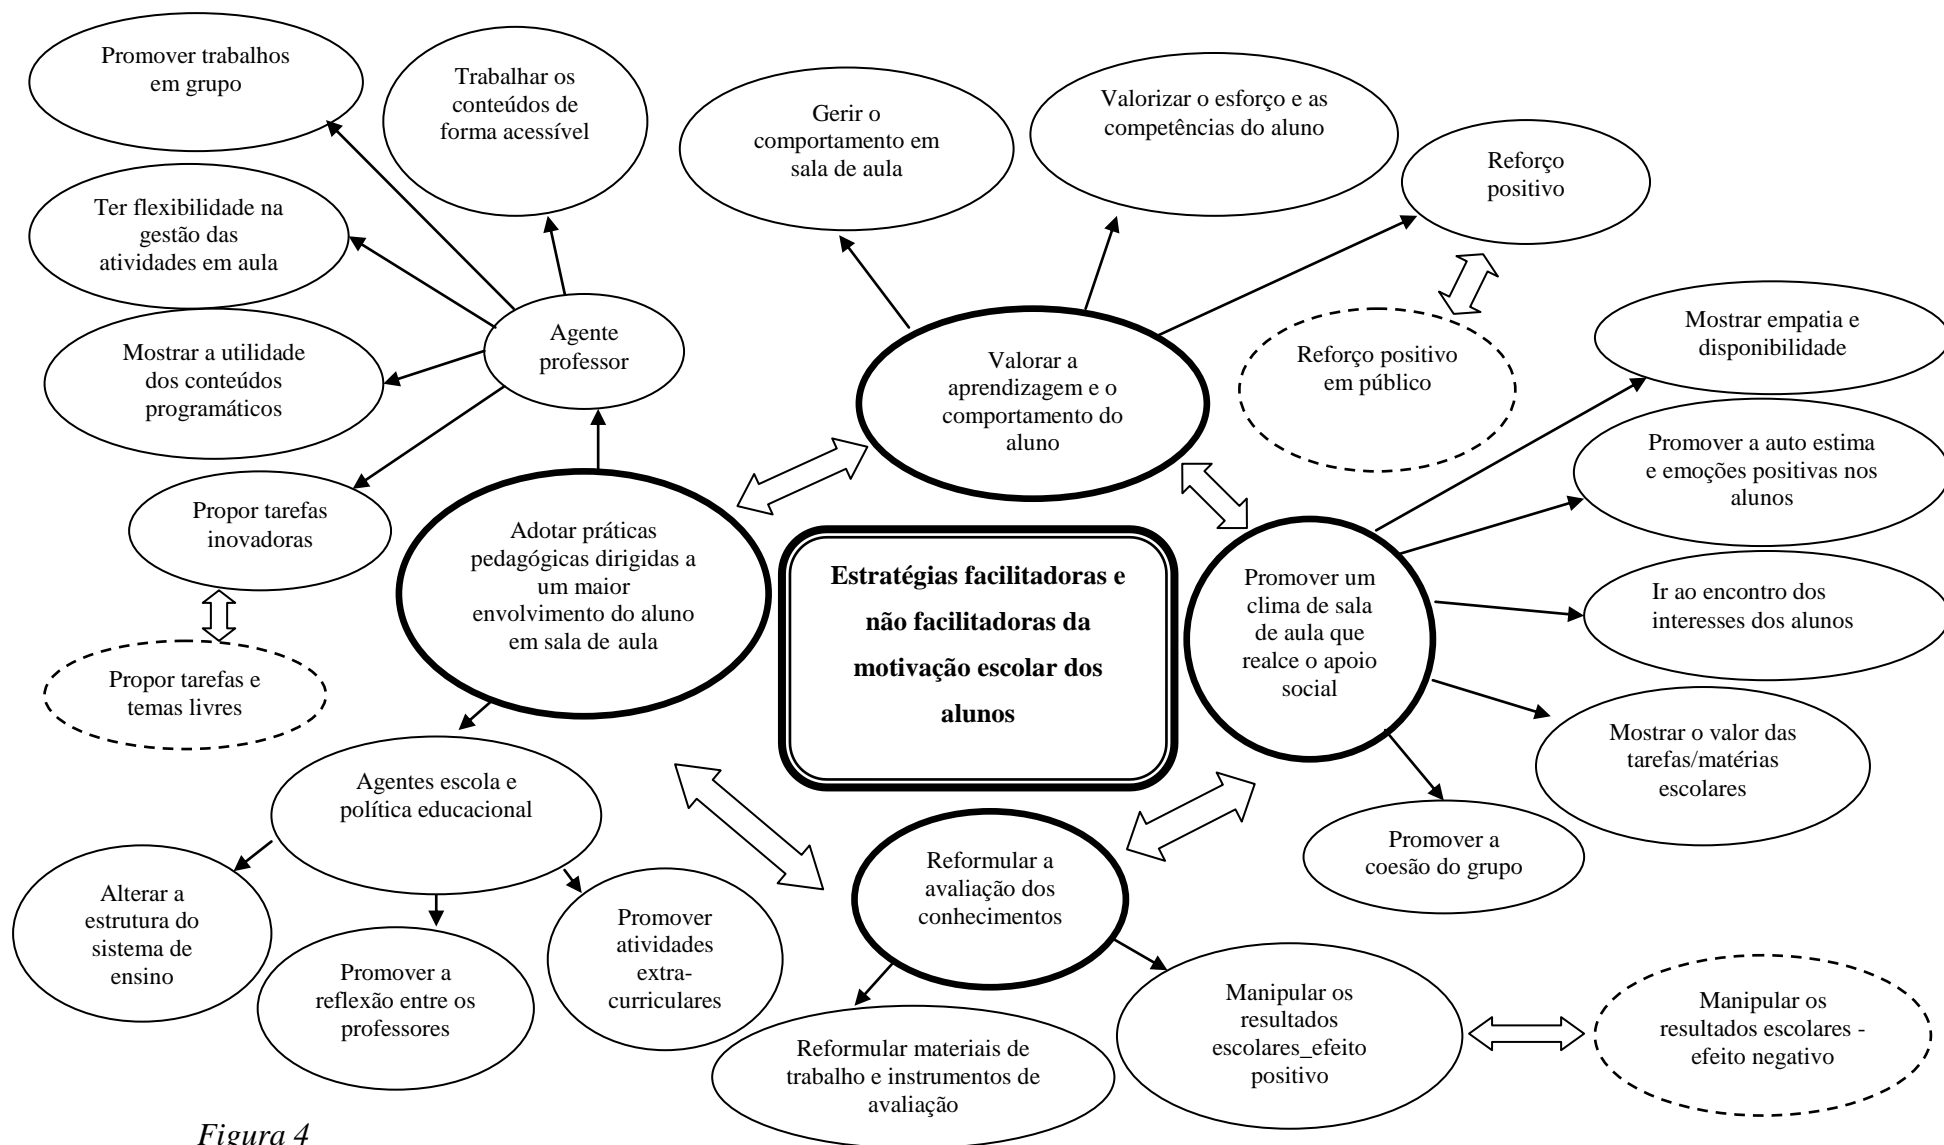 Promover trabalhos
em grupo
Trabalhar os
conteúdos de
forma acessível
Gerir o
comportamento em
sala de aula
Valorizar o esforço e as
competências do aluno
Reforço
positivo
Ter flexibilidade na
gestão das
atividades em aula
Agente
professor
Mostrar a utilidade
dos conteúdos
programáticos
Valorar a
aprendizagem e o
comportamento do
aluno
Reforço positivo
em público
Mostrar empatia e
disponibilidade
Promover a auto estima
e emoções positivas nos
alunos
Propor tarefas
inovadoras
Adotar práticas
pedagógicas dirigidas a
um maior
envolvimento do aluno
em sala de aula
Estratégias facilitadoras e
não facilitadoras da
motivação escolar dos
alunos
Promover um
clima de sala
de aula que
realce o apoio
social
Ir ao encontro dos
interesses dos alunos
Propor tarefas e
temas livres
Mostrar o valor das
tarefas/matérias
escolares
Agentes escola e
política educacional
Promover a
coesão do grupo
Reformular a
avaliação dos
conhecimentos
Alterar a
estrutura do
sistema de
ensino
Promover a
reflexão entre os
professores
Promover
atividades
extra-
curriculares
Reformular materiais de
trabalho e instrumentos de
avaliação
Manipular os
resultados
escolares_efeito
positivo
Manipular os
resultados escolares -
efeito negativo
Figura 4